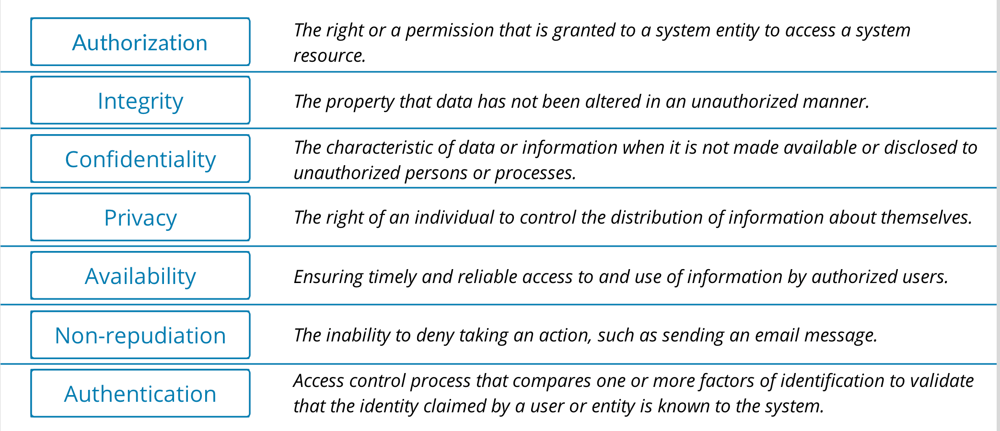 Authorization
The right or a permission that is granted to a system entity to access a system
resource.
Integrity
The property that data has not been altered in an unauthorized manner.
Confidentiality
The characteristic of data or information when it is not made available or disclosed to
unauthorized persons or processes.
Privacy
The right of an individual to control the distribution of information about themselves.
Availability
Ensuring timely and reliable access to and use of information by authorized users.
Non-repudiation
The inability to deny taking an action, such as sending an email message.
Authentication
Access control process that compares one or more factors of identification to validate
that the identity claimed by a user or entity is known to the system.